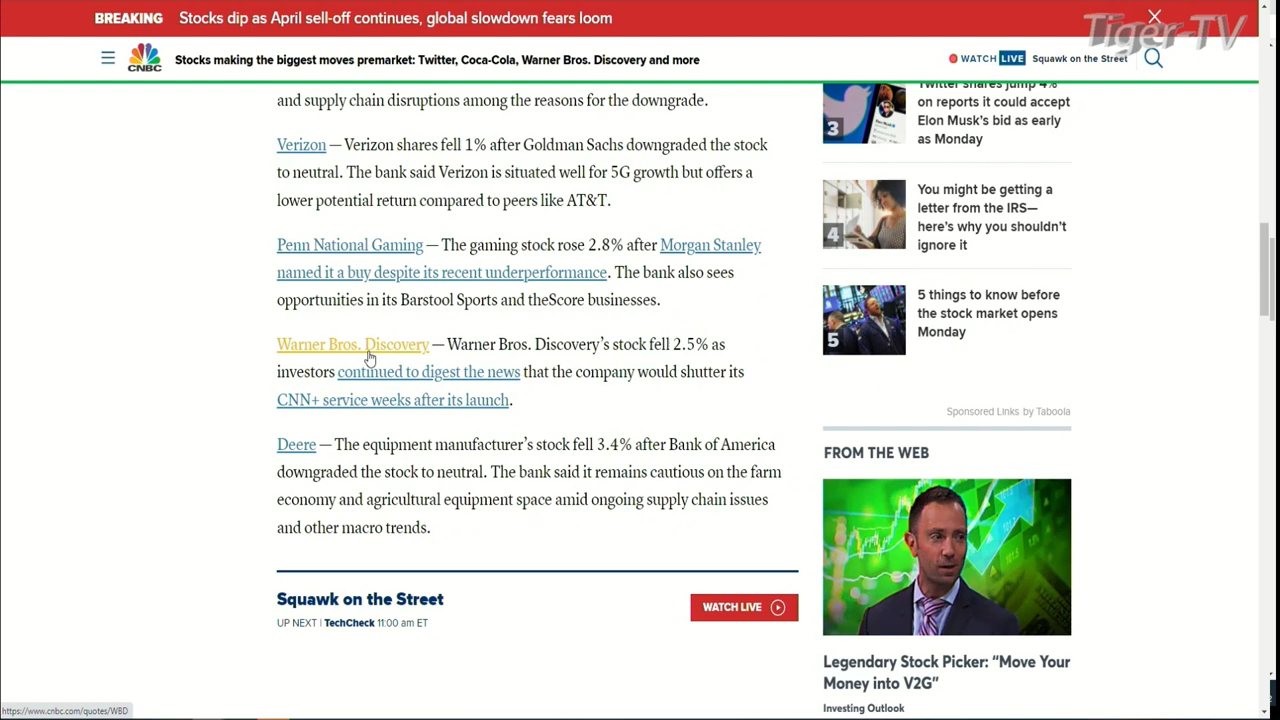 BREAKING Stocks dip as April sell-off continues, global slowdown fears loom
Tiger-TV
CNBC
Stocks making the biggest moves premarket: Twitter, Coca-Cola, Warner Bros. Discovery and more
WATCH LIVE Squawk on the Street
and supply chain disruptions among the reasons for the downgrade.
Verizon — Verizon shares fell 1% after Goldman Sachs downgraded the stock
to neutral. The bank said Verizon is situated well for 5G growth but offers a
lower potential return compared to peers like AT&T.
Penn National Gaming — The gaming stock rose 2.8% after Morgan Stanley
named it a buy despite its recent underperformance. The bank also sees
opportunities in its Barstool Sports and theScore businesses.
Warner Bros. Discovery — Warner Bros. Discovery’s stock fell 2.5% as
investors continued to digest the news that the company would shutter its
CNN+ service weeks after its launch.
Deere — The equipment manufacturer’s stock fell 3.4% after Bank of America
downgraded the stock to neutral. The bank said it remains cautious on the farm
economy and agricultural equipment space amid ongoing supply chain issues
and other macro trends.
Squawk on the Street
UP NEXT | TechCheck 11:00 am ET
WATCH LIVE
3
Twitter shares jump 4%
on reports it could accept
Elon Musk’s bid as early
as Monday
4
You might be getting a
letter from the IRS—
here’s why you shouldn’t
ignore it
5
5 things to know before
the stock market opens
Monday
Sponsored Links by Taboola
FROM THE WEB
Legendary Stock Picker: “Move Your
Money into V2G”
Investing Outlook
https://www.cnbc.com/quotes/WBD